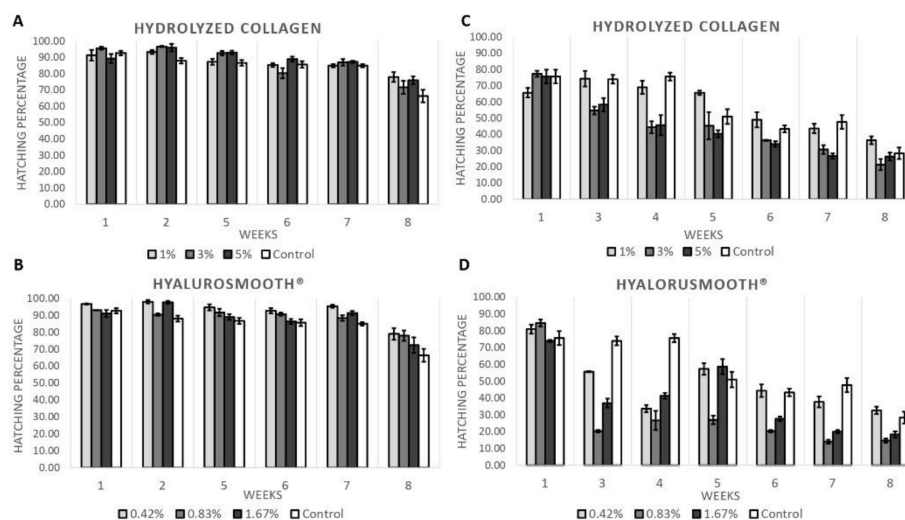 A
HYDROLYZED COLLAGEN
HATCHING PERCENTAGE
100.00
90.00
80.00
70.00
60.00
50.00
40.00
30.00
20.00
10.00
0.00
1 2 5 6 7 8
WEEKS
1% 3% 5% Control
B
HYALUROSMOOTH®
HATCHING PERCENTAGE
100.00
90.00
80.00
70.00
60.00
50.00
40.00
30.00
20.00
10.00
0.00
1 2 5 6 7 8
WEEKS
0.42% 0.83% 1.67% Control
C
HYDROLYZED COLLAGEN
HATCHING PERCENTAGE
100.00
90.00
80.00
70.00
60.00
50.00
40.00
30.00
20.00
10.00
0.00
1 3 4 5 6 7 8
WEEKS
1% 3% 5% Control
D
HYALORUSMOOTH®
HATCHING PERCENTAGE
100.00
90.00
80.00
70.00
60.00
50.00
40.00
30.00
20.00
10.00
0.00
1 3 4 5 6 7 8
WEEKS
0.42% 0.83% 1.67% Control